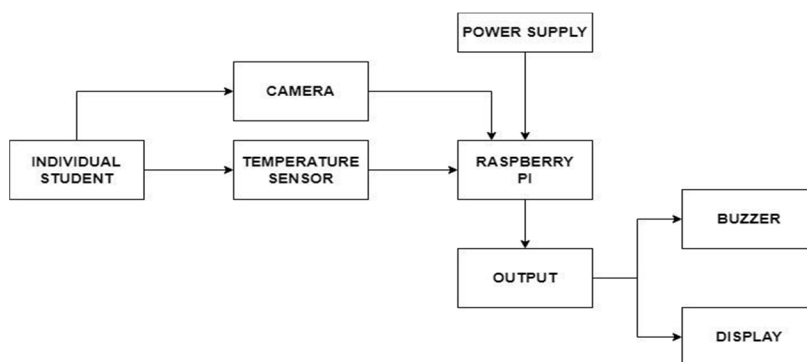 POWER SUPPLY
CAMERA
INDIVIDUAL
STUDENT
TEMPERATURE
SENSOR
RASPBERRY
PI
BUZZER
OUTPUT
DISPLAY